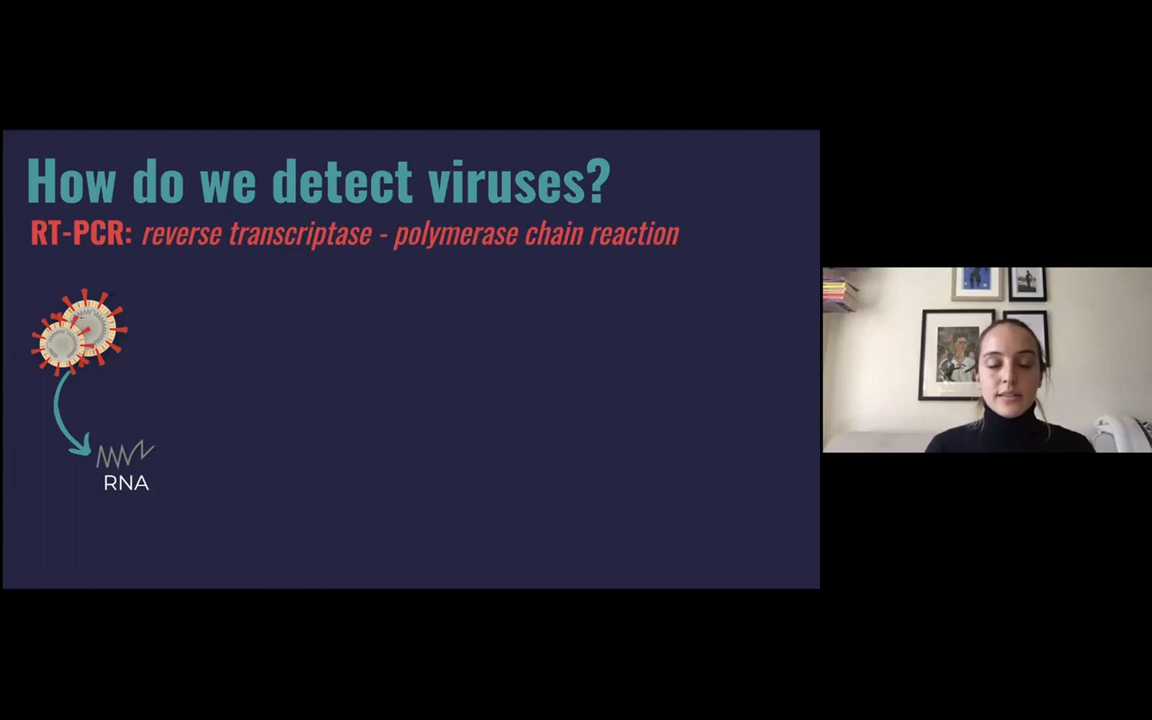 How do we detect viruses?
RT-PCR: reverse transcriptase - polymerase chain reaction
RNA